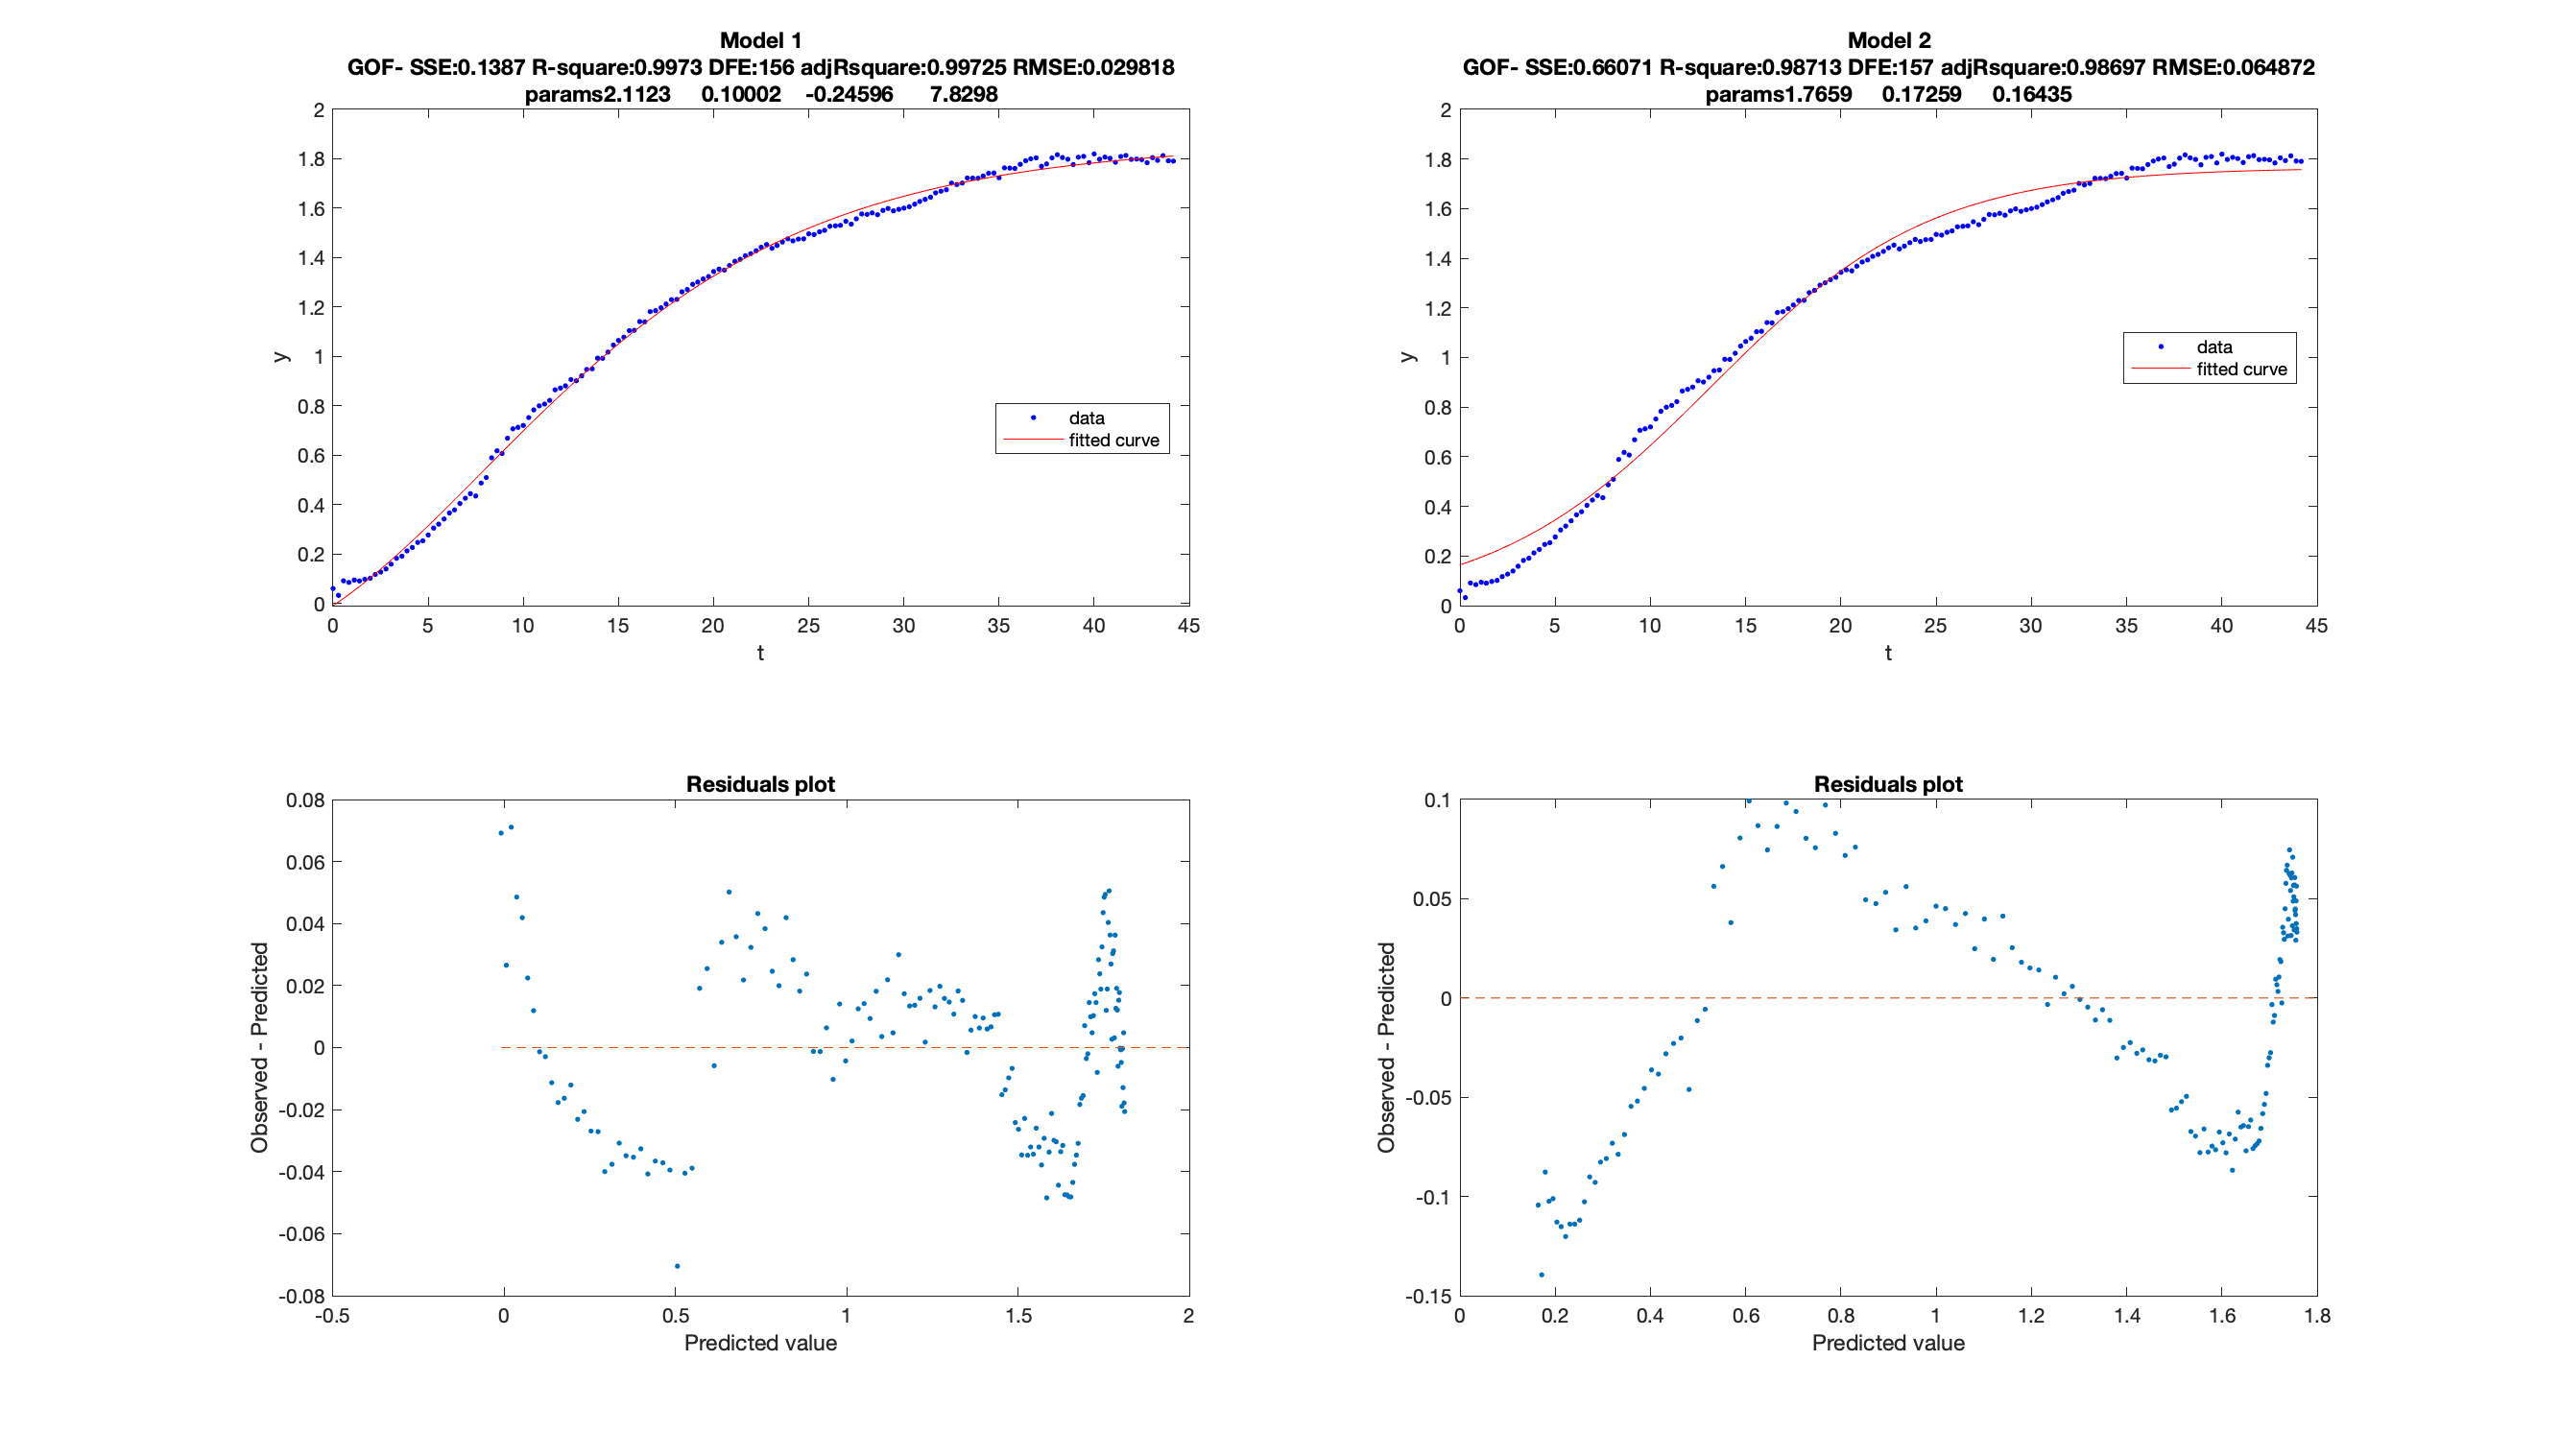 Model 1
GOF- SSE:0.1387 R-square:0.9973 DFE:156 adjRsquare:0.99725 RMSE:0.029818
params2.1123 0.10002 -0.24596 7.8298
2
1.8
1.6
1.4
1.2
1
0.8
0.6
0.4
0.2
0
y
data
fitted curve
0 5 10 15 20 25 30 35 40 45
t
Model 2
GOF- SSE:0.66071 R-square:0.98713 DFE:157 adjRsquare:0.98697 RMSE:0.064872
params1.7659 0.17259 0.16435
2
1.8
1.6
1.4
1.2
1
0.8
0.6
0.4
0.2
0
y
data
fitted curve
0 5 10 15 20 25 30 35 40 45
t
Residuals plot
0.08
0.06
0.04
0.02
0
-0.02
-0.04
-0.06
-0.08
Observed - Predicted
-0.5 0 0.5 1 1.5 2
Predicted value
Residuals plot
0.1
0.05
0
-0.05
-0.1
-0.15
Observed - Predicted
0 0.2 0.4 0.6 0.8 1 1.2 1.4 1.6 1.8
Predicted value